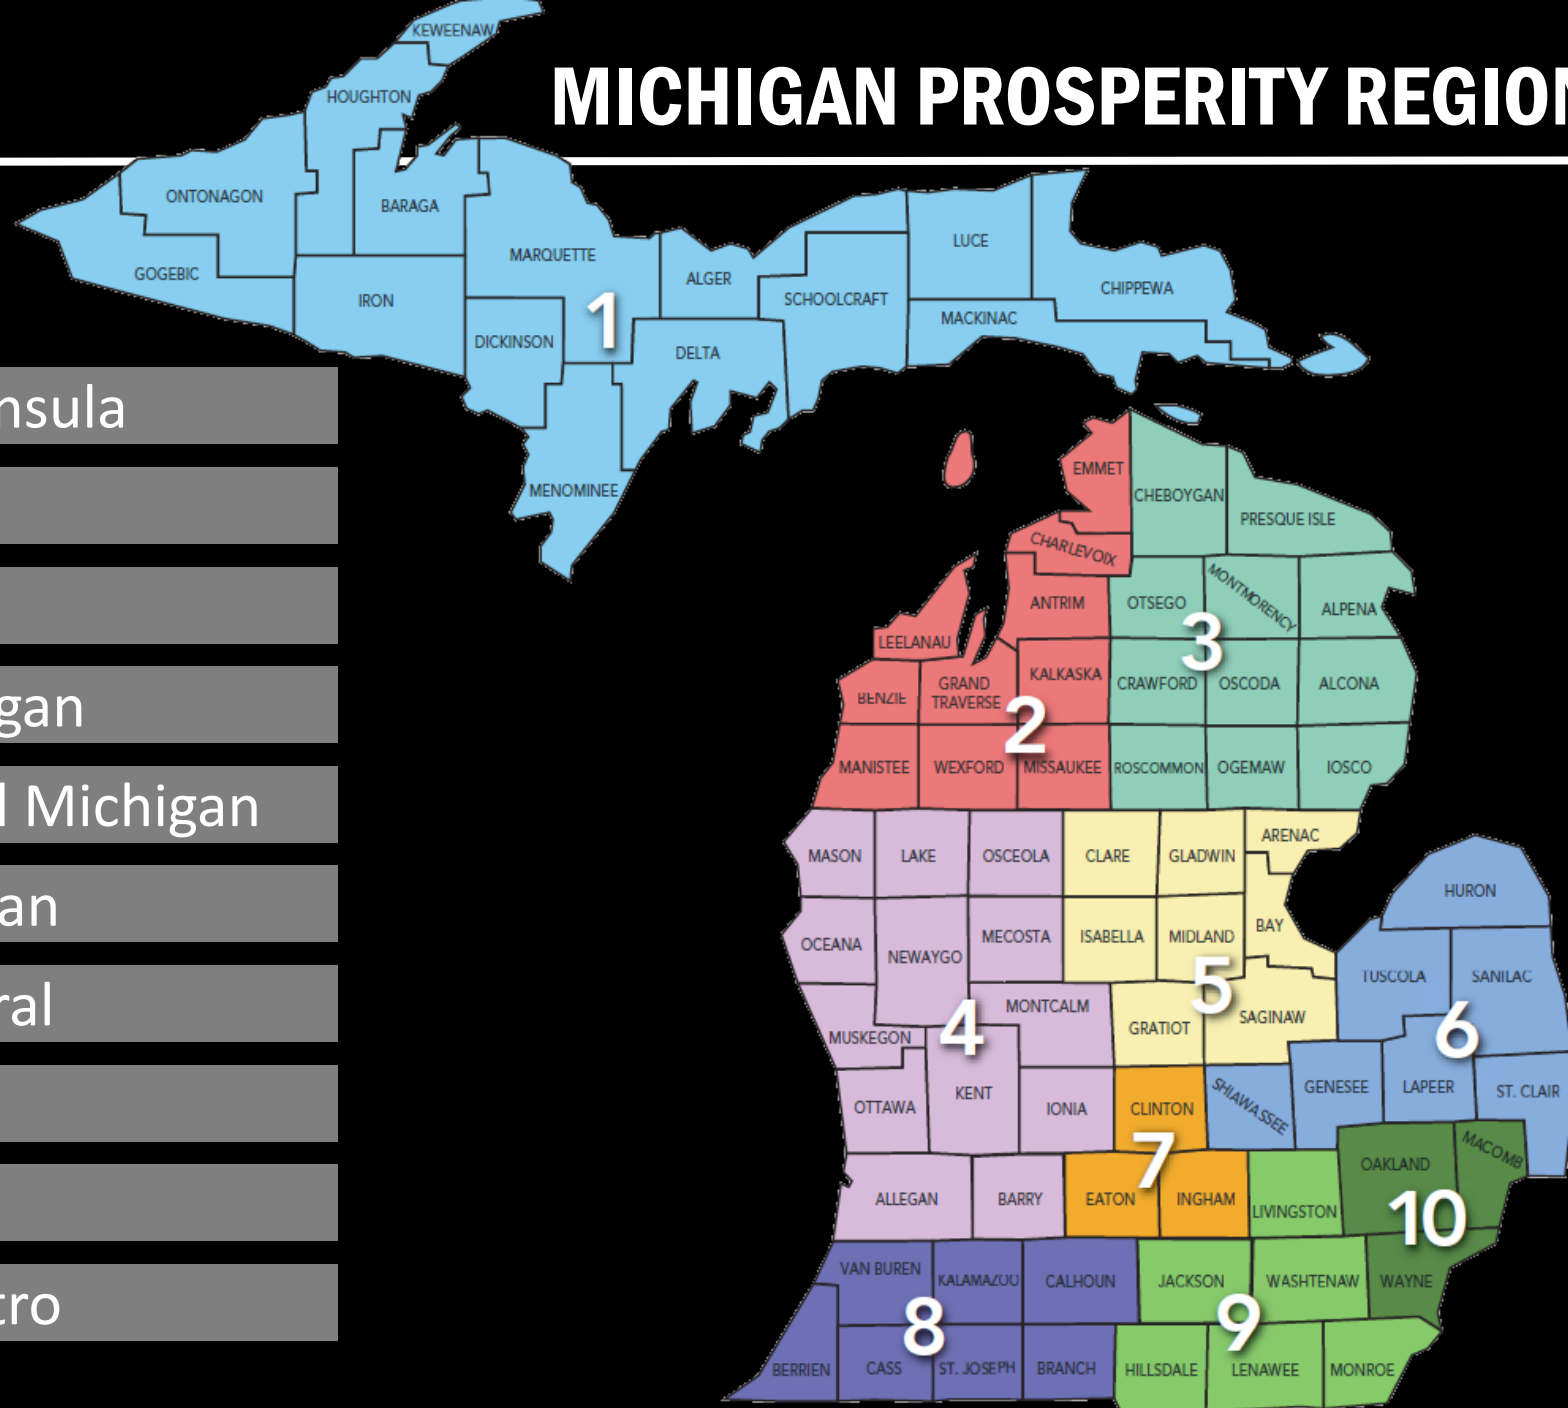 MICHIGAN PROSPERITY REGION
KEWEENAW
HOUGHTON
ONTONAGON
BARAGA
GOGEBIC
IRON
MARQUETTE
ALGER
LUCE
CHIPPEWA
SCHOOLCRAFT
MACKINAC
DICKINSON
1
DELTA
MENOMINEE
nsula
gan
l Michigan
an
ral
tro
EMMET
CHEBOYGAN
PRESQUE ISLE
CHARLEVOIX
ANTRIM
OTSEGO
MONTMORENCY
ALPENA
LEELANAU
3
BENZIE
GRAND
TRAVERSE
KALKASKA
CRAWFORD
OSCODA
ALCONA
2
MANISTEE
WEXFORD
MISSAUKEE
ROSCOMMON
OGEMAW
IOSCO
MASON
LAKE
OSCEOLA
CLARE
GLADWIN
ARENAC
HURON
OCEANA
NEWAYGO
MECOSTA
ISABELLA
MIDLAND
BAY
TUSCOLA
SANILAC
5
MONTCALM
GRATIOT
SAGINAW
MUSKEGON
4
6
OTTAWA
KENT
IONIA
CLINTON
SHIAWASSEE
GENESEE
LAPEER
ST. CLAIR
7
OAKLAND
MACOMB
ALLEGAN
BARRY
EATON
INGHAM
LIVINGSTON
10
VAN BUREN
KALAMAZOO
CALHOUN
JACKSON
WASHTENAW
WAYNE
8
9
BERRIEN
CASS
ST. JOSEPH
BRANCH
HILLSDALE
LENAWEE
MONROE